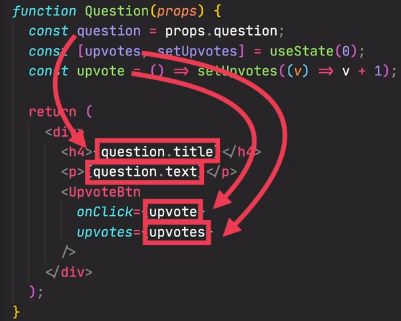 function Question(props) {
const question = props.question;
const [upvotes, setUpvotes] = useState(0);
const upvote = () => setUpvotes((v) => v + 1);
return (
<div>
<h4>{question.title}</h4>
<p>{question.text}</p>
<UpvoteBtn
onClick={upvote}
upvotes={upvotes}
/>
</div>
);
}